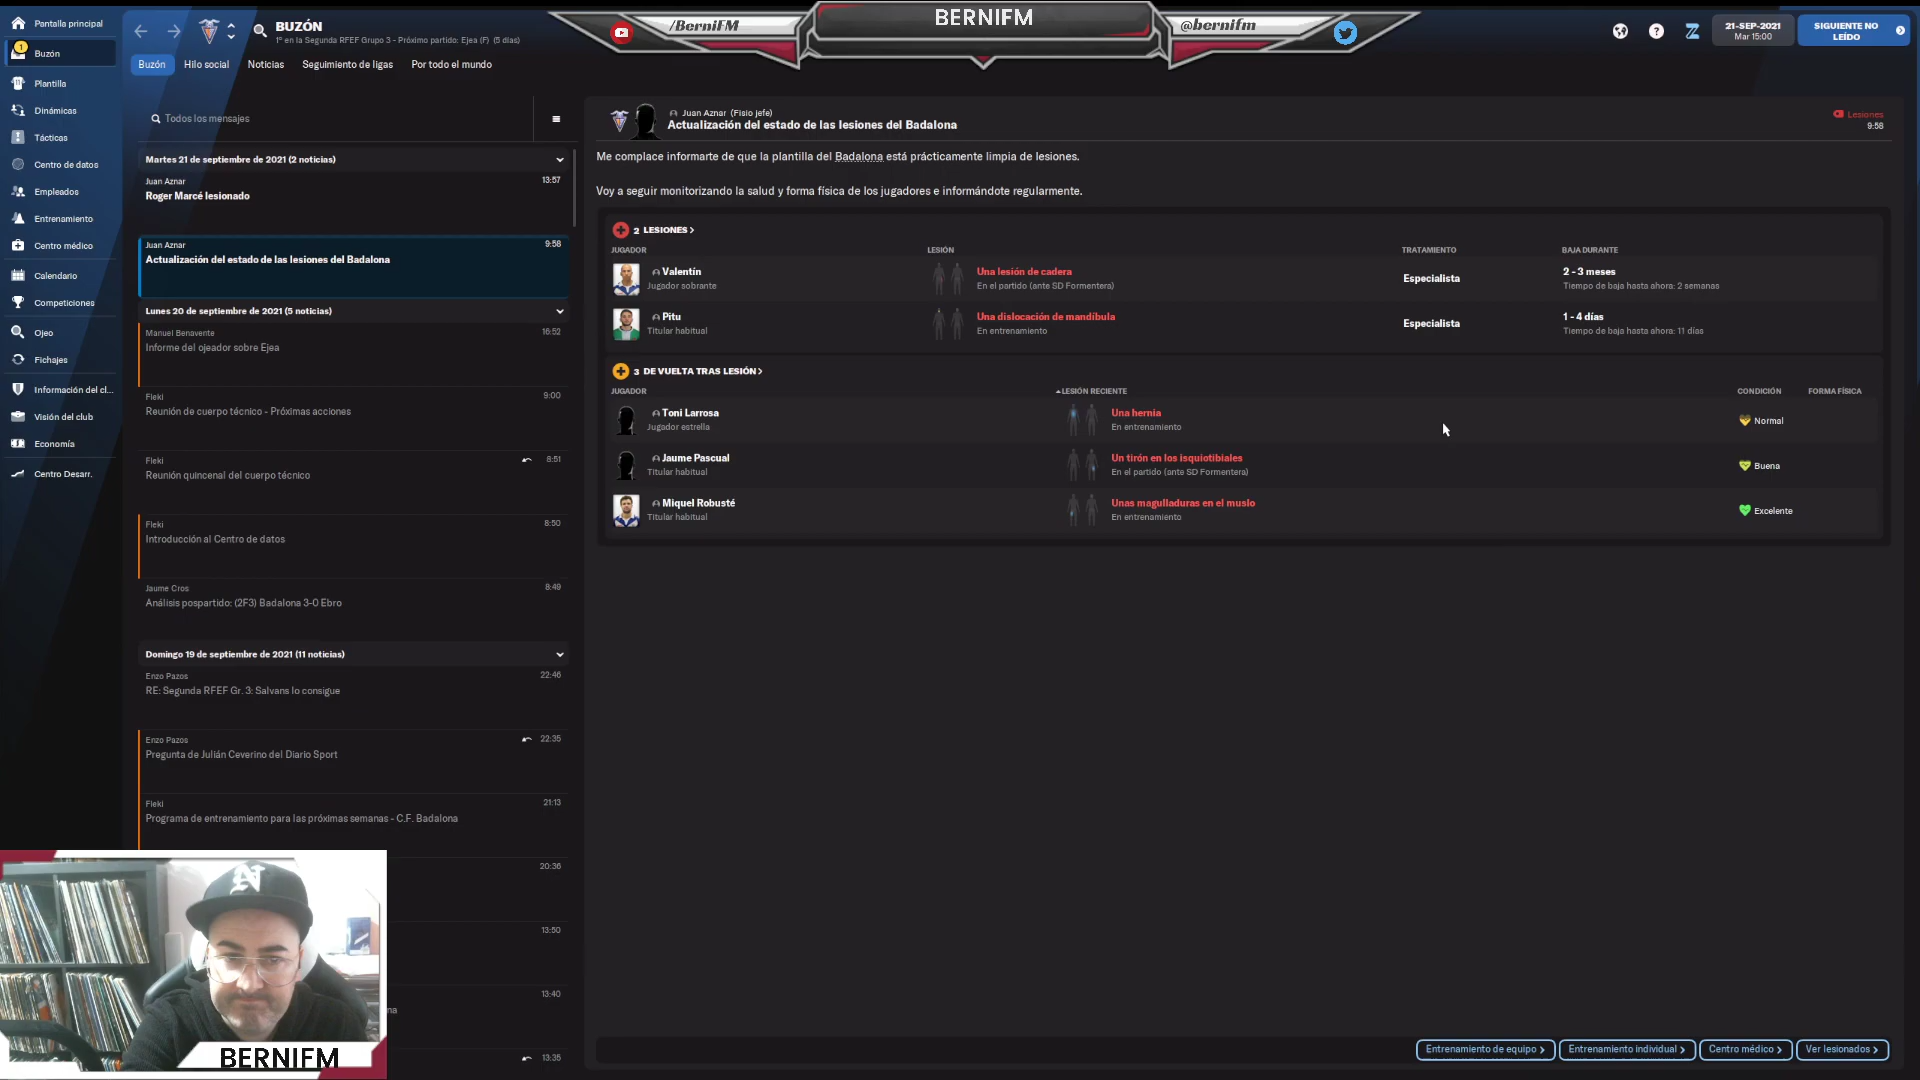 Pantalla principal
1
Buzón
Plantilla
Dinámicas
Tácticas
Centro de datos
Empleados
Entrenamiento
Centro médico
Calendario
Competiciones
Ojeo
Fichajes
Información del cl...
Visión del club
Economía
Centro Desarr.
BUZÓN
1º en la Segunda RFEF Grupo 3 - Próximo partido: Ejea (F) (5 días)
/BerniFM
BERNIFM
@bernifm
21-SEP-2021
Mar 15:00
SIGUIENTE NO LEÍDO
Buzón
Hilo social
Noticias
Seguimiento de ligas
Por todo el mundo
Todos los mensajes
Martes 21 de septiembre de 2021 (2 noticias)
Juan Aznar 13:57
Roger Marcé lesionado
Juan Aznar 9:58
Actualización del estado de las lesiones del Badalona
Lunes 20 de septiembre de 2021 (5 noticias)
Manuel Benavente 16:52
Informe del ojeador sobre Ejea
Fleki 9:00
Reunión de cuerpo técnico - Próximas acciones
Fleki 8:51
Reunión quincenal del cuerpo técnico
Fleki 8:50
Introducción al Centro de datos
Jaume Cros 8:49
Análisis pospartido: (2F3) Badalona 3-0 Ebro
Domingo 19 de septiembre de 2021 (11 noticias)
Enzo Pazos 22:46
RE: Segunda RFEF Gr. 3: Salvans lo consigue
Enzo Pazos 22:35
Pregunta de Julián Ceverino del Diario Sport
Fleki 21:13
Programa de entrenamiento para las próximas semanas - C.F. Badalona
20:36
13:50
13:40
na
13:35
BERNIFM
Juan Aznar (Fisio jefe)
Actualización del estado de las lesiones del Badalona
Lesiones
9:58
Me complace informarte de que la plantilla del Badalona está prácticamente limpia de lesiones.
Voy a seguir monitorizando la salud y forma física de los jugadores e informándote regularmente.
2 LESIONES >
JUGADOR LESIÓN TRATAMIENTO BAJA DURANTE
Valentín Una lesión de cadera Especialista 2 - 3 meses
Jugador sobrante En el partido (ante SD Formentera) Tiempo de baja hasta ahora: 2 semanas
Pitu Una dislocación de mandíbula Especialista 1 - 4 días
Titular habitual En entrenamiento Tiempo de baja hasta ahora: 11 días
3 DE VUELTA TRAS LESIÓN >
JUGADOR LESIÓN RECIENTE CONDICIÓN FORMA FÍSICA
Toni Larrosa Una hernia Normal
Jugador estrella En entrenamiento
Jaume Pascual Un tirón en los isquiotibiales Buena
Titular habitual En el partido (ante SD Formentera)
Miquel Robusté Unas magulladuras en el muslo Excelente
Titular habitual En entrenamiento
Entrenamiento de equipo >
Entrenamiento individual >
Centro médico >
Ver lesionados >